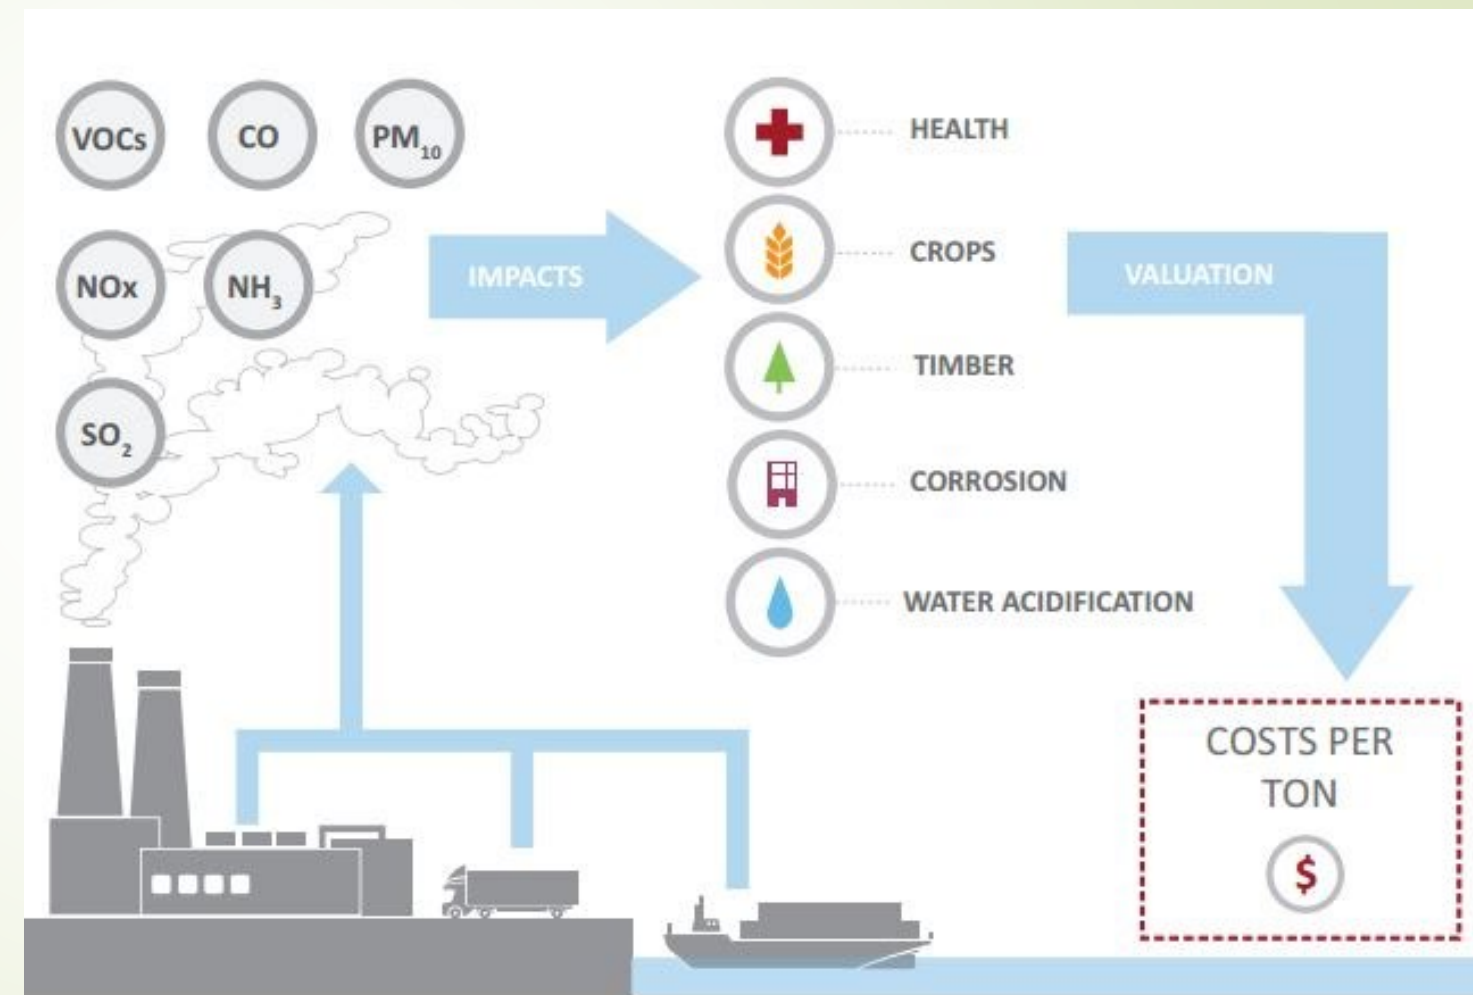 VOCs
CO
PM₁₀
NOx
NH₃
SO₂
IMPACTS
HEALTH
CROPS
TIMBER
CORROSION
WATER ACIDIFICATION
VALUATION
COSTS PER
TON
$